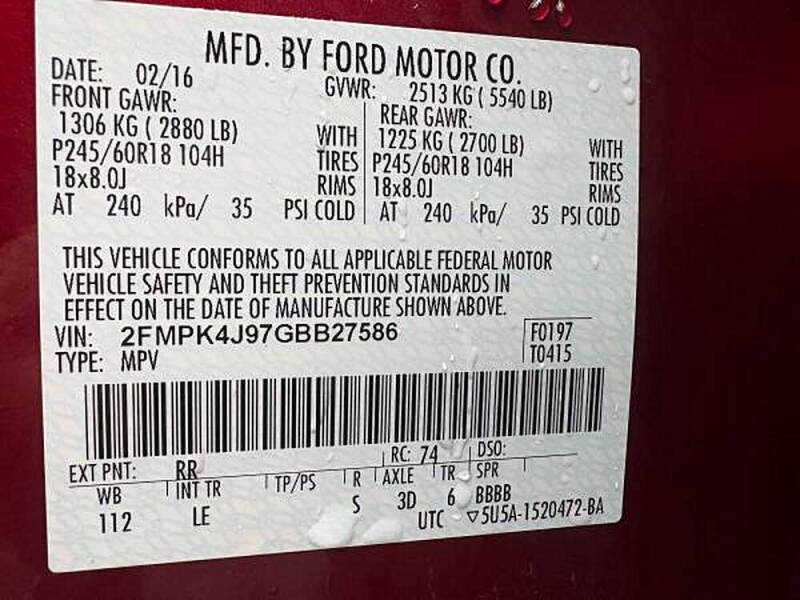 MFD. BY FORD MOTOR CO.
DATE: 02/16 GVWR: 2513 KG ( 5540 LB)
FRONT GAWR: REAR GAWR:
1306 KG ( 2880 LB) WITH 1225 KG ( 2700 LB) WITH
P245/60R18 104H TIRES P245/60R18 104H TIRES
18x8.0J RIMS 18x8.0J RIMS
AT 240 kPa/ 35 PSI COLD AT 240 kPa/ 35 PSI COLD
THIS VEHICLE CONFORMS TO ALL APPLICABLE FEDERAL MOTOR
VEHICLE SAFETY AND THEFT PREVENTION STANDARDS IN
EFFECT ON THE DATE OF MANUFACTURE SHOWN ABOVE.
VIN: 2FMPK4J97GBB27586 F0197
TYPE: MPV T0415
EXT PNT: RR RC: 74 DSO:
WB INT TR TP/PS R AXLE TR SPR
112 LE S 3D 6 BBBB
UTC ▽5U5A-1520472-BA